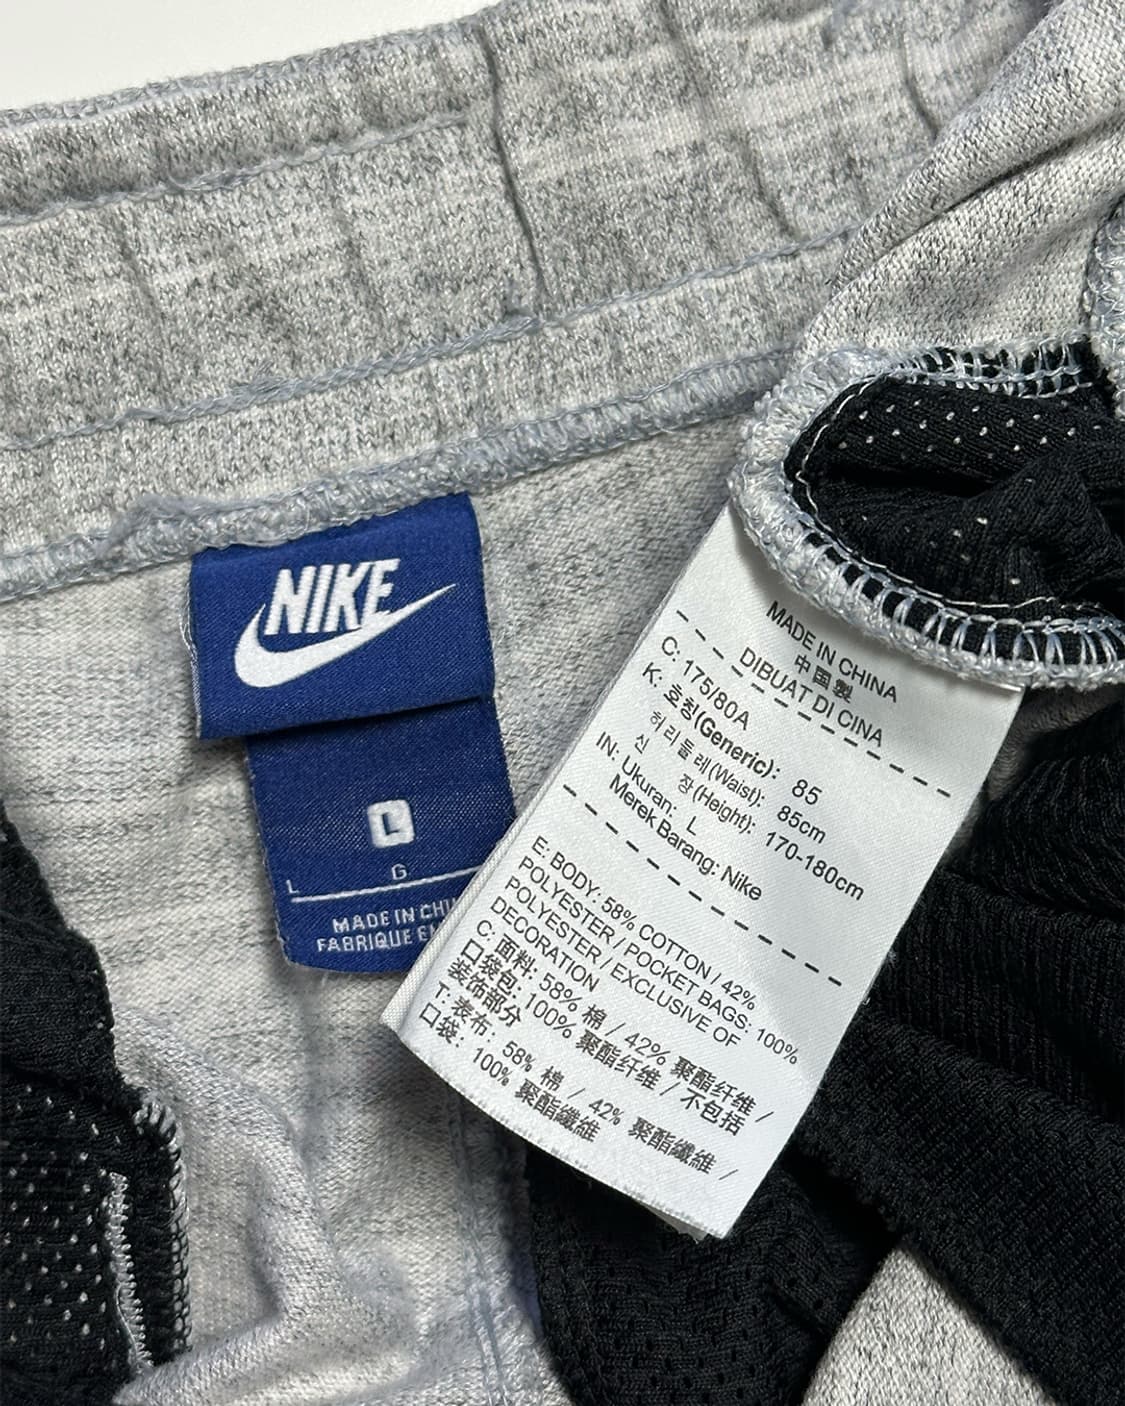 NIKE
L
L G
MADE IN
FABRIQUE
MADE IN CHINA
中国製
DIBUAT DI CINA
C: 175/80A
K: 호칭(Generic): 85
허리둘레(Waist): 85cm
신 장(Height): 170-180cm
IN: Ukuran: L
Merek Barang: Nike
E: BODY: 58% COTTON / 42%
POLYESTER / POCKET BAGS: 100%
POLYESTER / EXCLUSIVE OF
DECORATION
C: 面料: 58% 棉 / 42% 聚酯纤维 /
口袋包: 100% 聚酯纤维 / 不包括
装饰部分
T: 表布: 58% 棉 / 42% 聚酯纖維 /
口袋: 100% 聚酯纖維